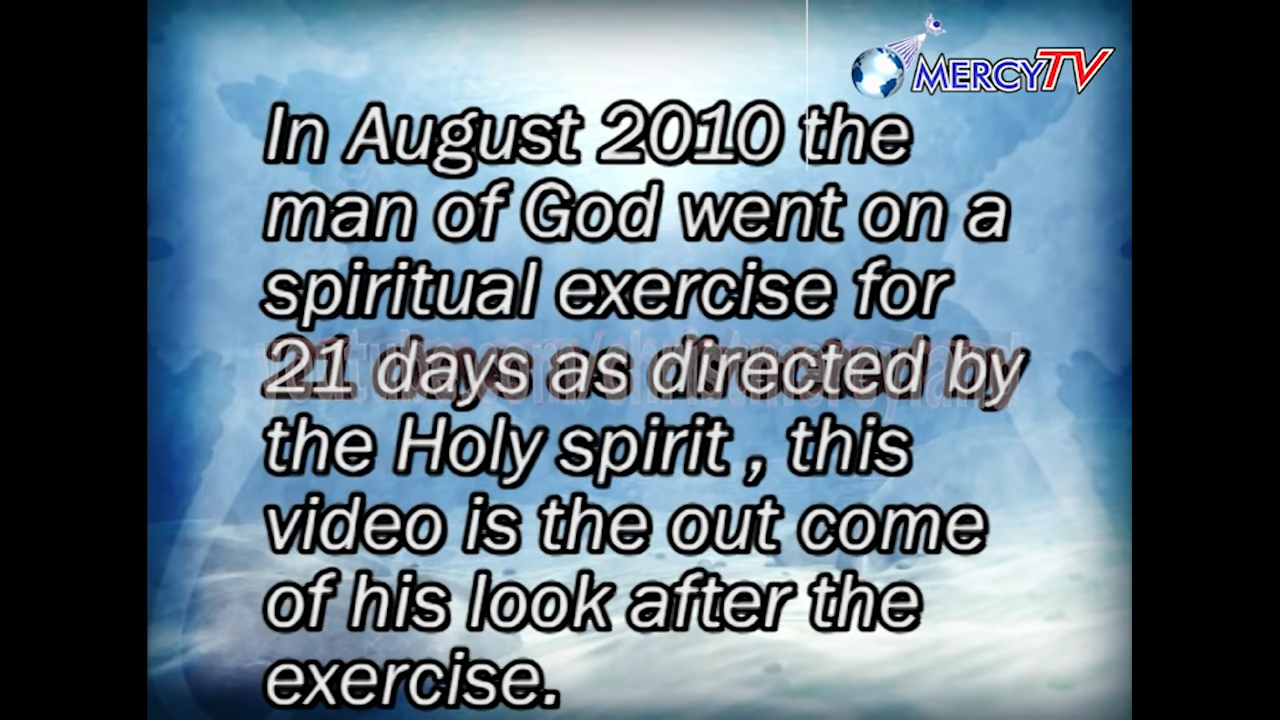 MERCYTV
In August 2010 the
man of God went on a
spiritual exercise for
21 days as directed by
the Holy spirit , this
video is the out come
of his look after the
exercise.